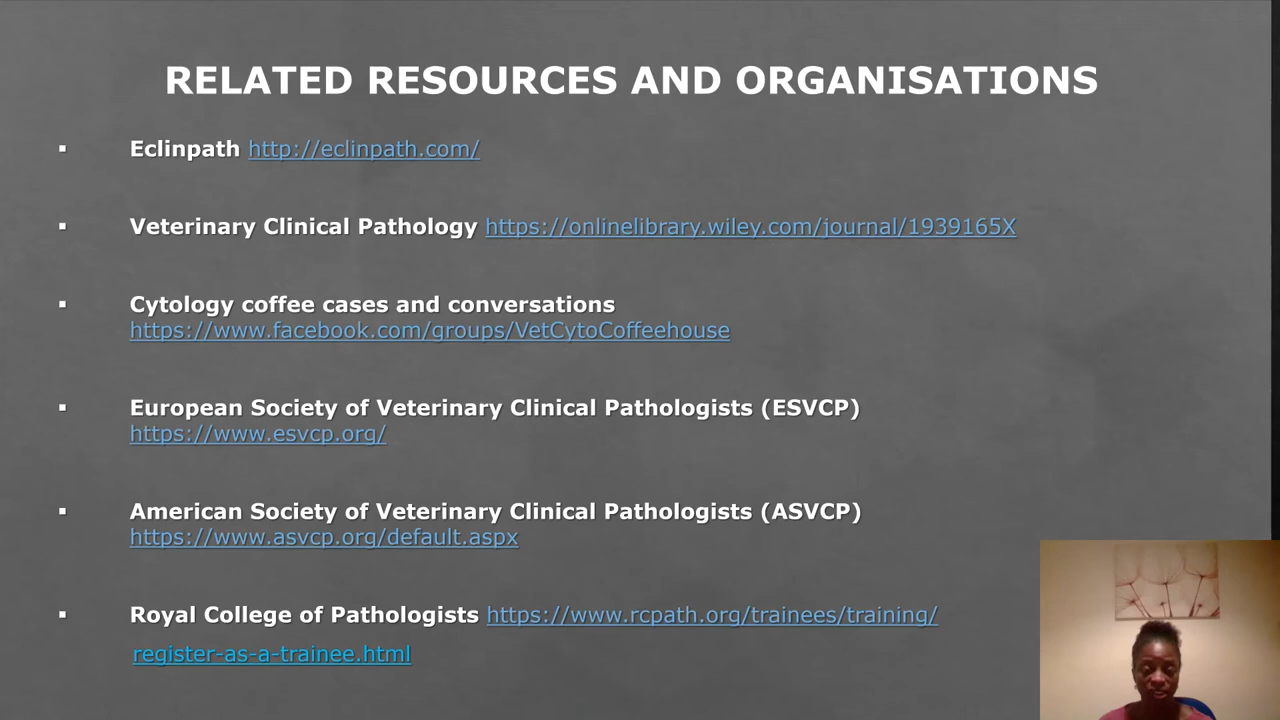 RELATED RESOURCES AND ORGANISATIONS
▪ Eclinpath http://eclinpath.com/
▪ Veterinary Clinical Pathology https://onlinelibrary.wiley.com/journal/1939165X
▪ Cytology coffee cases and conversations
https://www.facebook.com/groups/VetCytoCoffeehouse
▪ European Society of Veterinary Clinical Pathologists (ESVCP)
https://www.esvcp.org/
▪ American Society of Veterinary Clinical Pathologists (ASVCP)
https://www.asvcp.org/default.aspx
▪ Royal College of Pathologists https://www.rcpath.org/trainees/training/
register-as-a-trainee.html